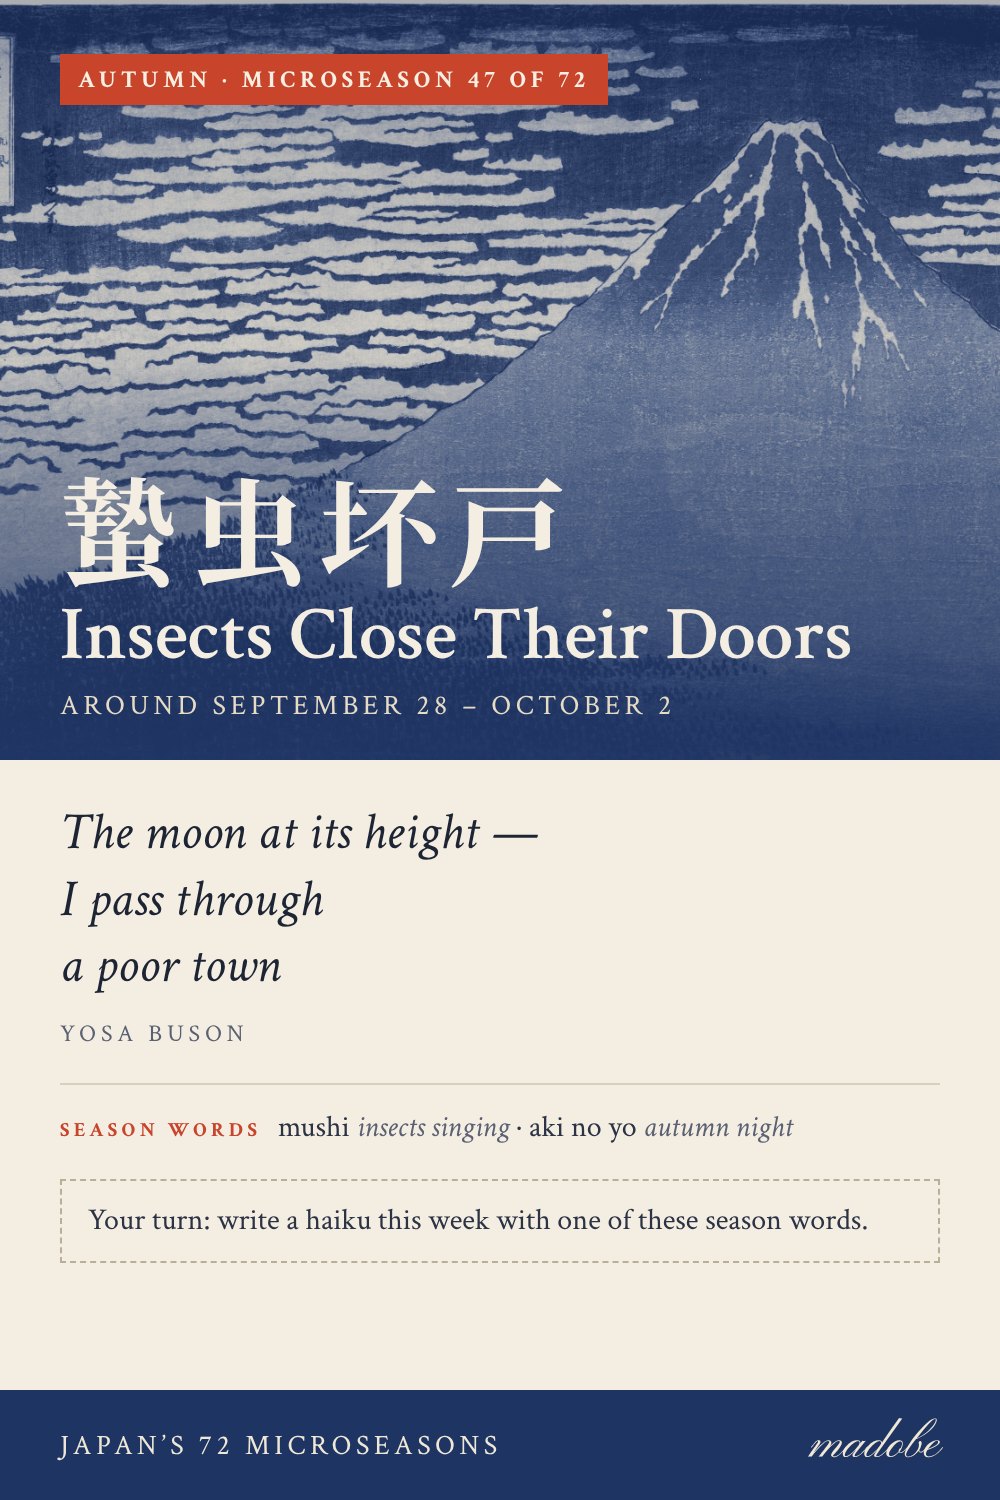 AUTUMN · MICROSEASON 47 OF 72
蟄虫坏戸
Insects Close Their Doors
AROUND SEPTEMBER 28 – OCTOBER 2
The moon at its height —
I pass through
a poor town
YOSA BUSON
SEASON WORDS mushi insects singing · aki no yo autumn night
Your turn: write a haiku this week with one of these season words.
JAPAN’S 72 MICROSEASONS
madobe